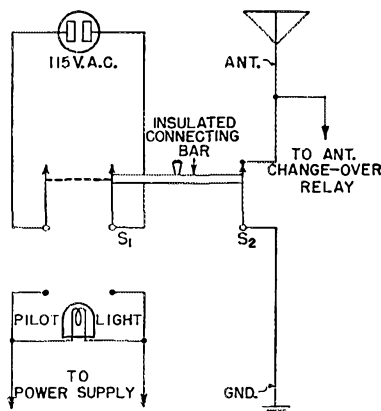 115 V. A.C.
ANT.
INSULATED
CONNECTING
BAR
TO ANT.
CHANGE-OVER
RELAY
S1
S2
PILOT LIGHT
TO
POWER SUPPLY
GND.